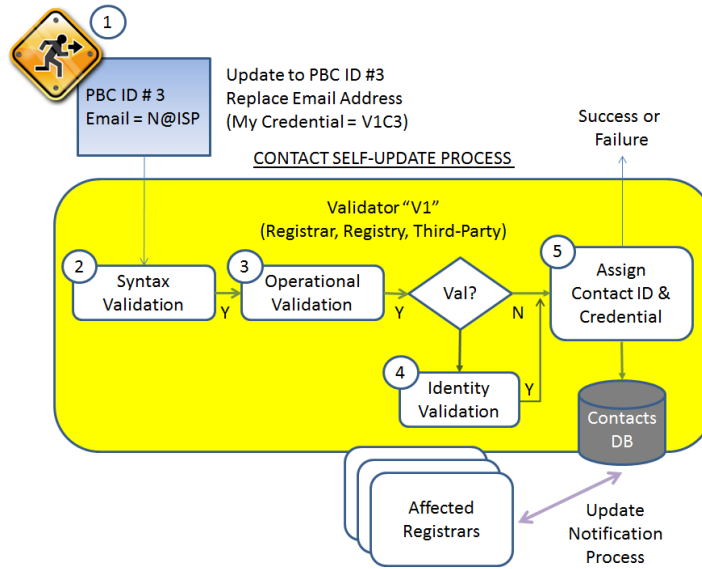 1
PBC ID # 3
Email = N@ISP
Update to PBC ID #3
Replace Email Address
(My Credential = V1C3)
Success or
Failure
CONTACT SELF-UPDATE PROCESS
Validator “V1”
(Registrar, Registry, Third-Party)
2
Syntax
Validation
Y
3
Operational
Validation
Y
Val?
N
5
Assign
Contact ID &
Credential
4
Identity
Validation
Y
Contacts
DB
Affected
Registrars
Update
Notification
Process